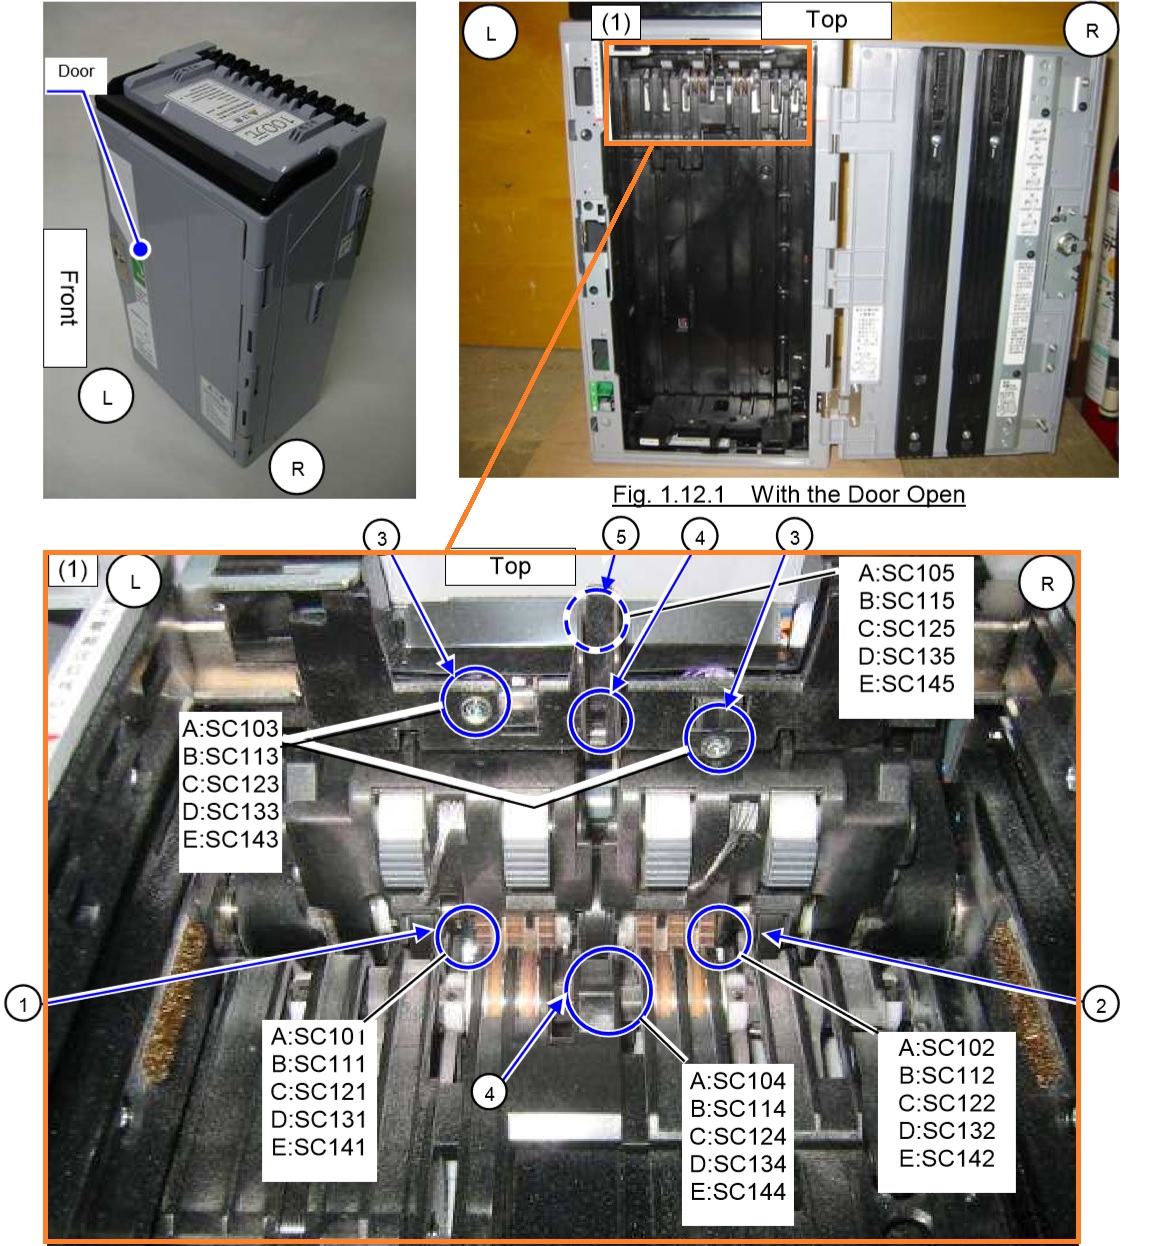 Door
100元
Front
L
R
L
(1)
Top
R
Fig. 1.12.1 With the Door Open
3
5
4
3
(1)
L
Top
R
A:SC105
B:SC115
C:SC125
D:SC135
E:SC145
A:SC103
B:SC113
C:SC123
D:SC133
E:SC143
1
2
A:SC101
B:SC111
C:SC121
D:SC131
E:SC141
4
A:SC104
B:SC114
C:SC124
D:SC134
E:SC144
A:SC102
B:SC112
C:SC122
D:SC132
E:SC142